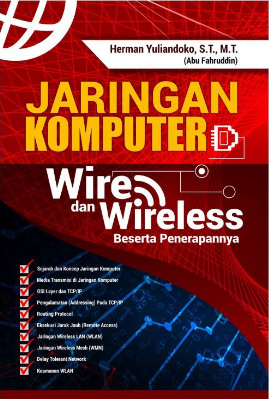 Herman Yuliandoko, S.T., M.T.
(Abu Fahruddin)
JARINGAN
KOMPUTER
Wire
dan Wireless
Beserta Penerapannya
Sejarah dan Konsep Jaringan Komputer
Media Transmisi di Jaringan Komputer
OSI Layer dan TCP/IP
Pengalamatan (Addressing) Pada TCP/IP
Routing Protocol
Eksekusi Jarak Jauh (Remote Access)
Jaringan Wireless LAN (WLAN)
Jaringan Wireless Mesh (WMN)
Delay Tolerant Network
Keamanan WLAN